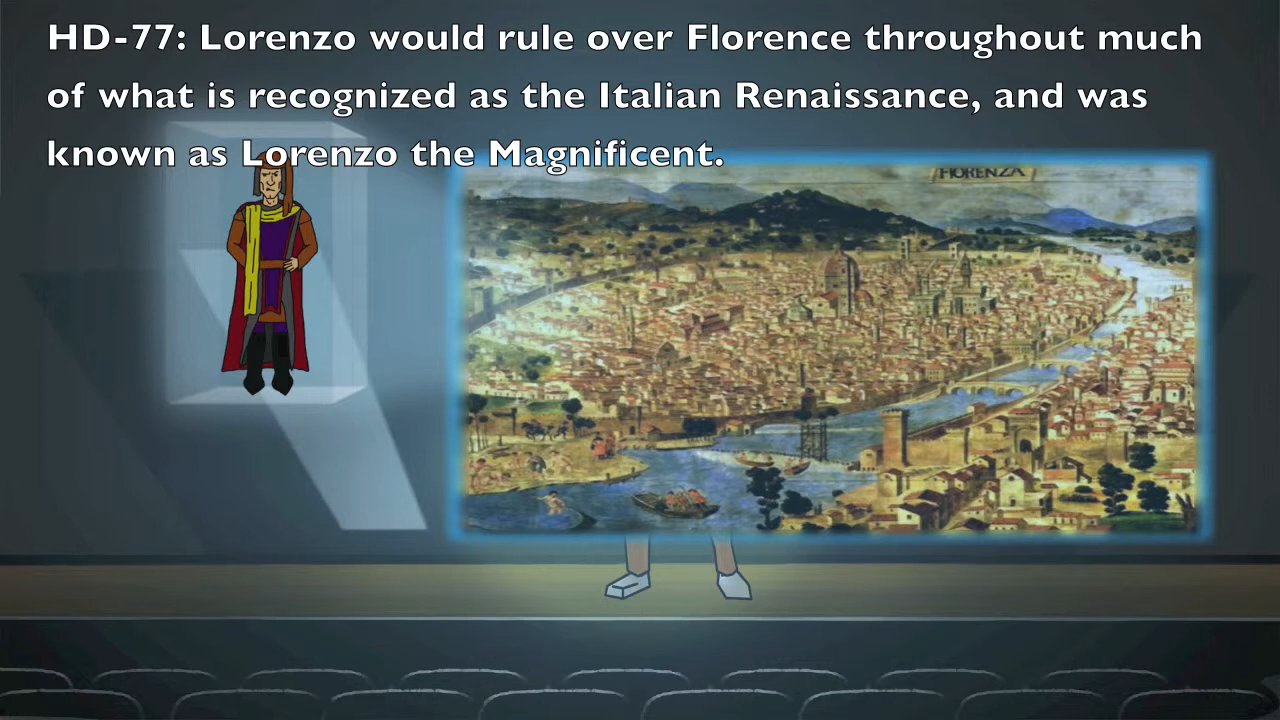 HD-77: Lorenzo would rule over Florence throughout much
of what is recognized as the Italian Renaissance, and was
known as Lorenzo the Magnificent.
FIORENZA